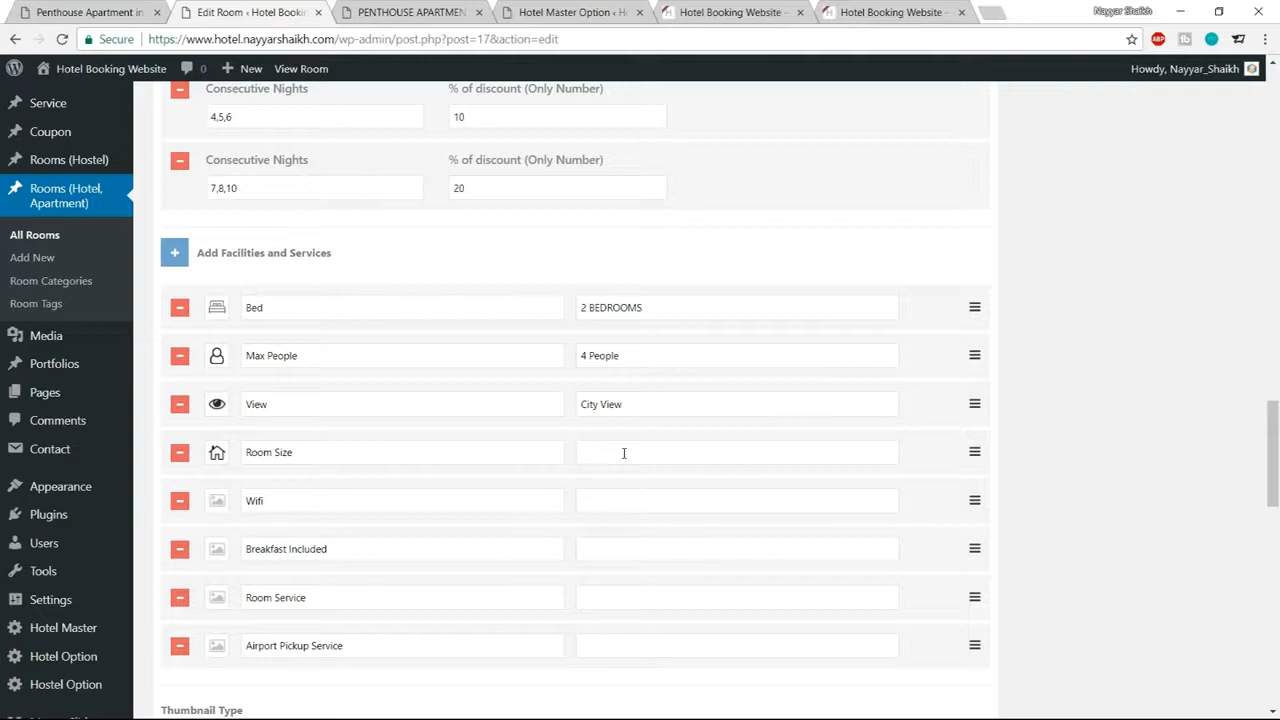 Penthouse Apartment in
Edit Room ‹ Hotel Bookin
PENTHOUSE APARTMEN
Hotel Master Option ‹ H
Hotel Booking Website –
Hotel Booking Website –
Nayyar Shaikh
Secure
https://www.hotel.nayyarshaikh.com/wp-admin/post.php?post=17&action=edit
ABP
Hotel Booking Website
0
New
View Room
Howdy, Nayyar_Shaikh
Service
Coupon
Rooms (Hostel)
Rooms (Hotel,
Apartment)
All Rooms
Add New
Room Categories
Room Tags
Media
Portfolios
Pages
Comments
Contact
Appearance
Plugins
Users
Tools
Settings
Hotel Master
Hotel Option
Hostel Option
Consecutive Nights
% of discount (Only Number)
4,5,6
10
Consecutive Nights
% of discount (Only Number)
7,8,10
20
Add Facilities and Services
Bed
2 BEDROOMS
Max People
4 People
View
City View
Room Size
Wifi
Breakfast Included
Room Service
Airport Pickup Service
Thumbnail Type